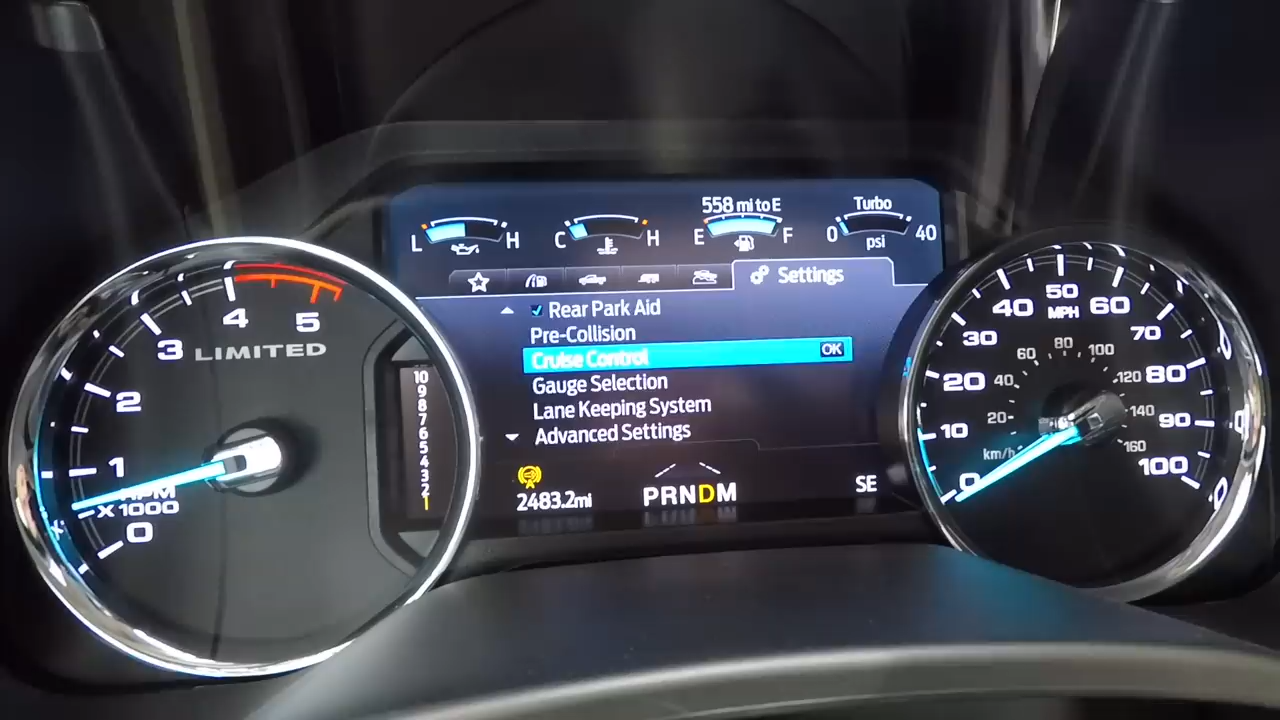 558 mi to E
Turbo
L H
C H
E F
0 40
psi
Settings
Rear Park Aid
Pre-Collision
Cruise Control OK
Gauge Selection
Lane Keeping System
Advanced Settings
2483.2mi
PRNDM
SE
5
4
3
2
1
0
LIMITED
RPM
X 1000
10
9
8
7
6
5
4
3
2
1
0
10
20
30
40
50
60
70
80
90
100
MPH
20
40
60
80
100
120
140
160
km/h